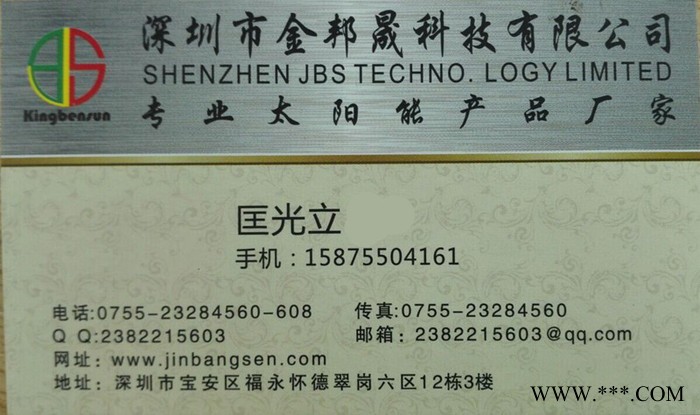 深圳市金邦晟科技有限公司
SHENZHEN JBS TECHNO. LOGY LIMITED
Kingbensun
专业太阳能产品厂家
匡光立
手机：15875504161
电话:0755-23284560-608 传真:0755-23284560
Q Q:2382215603 邮箱：2382215603@qq.com
网址：www.jinbangsen.com
地址：深圳市宝安区福永怀德翠岗六区12栋3楼
WWW.***.COM